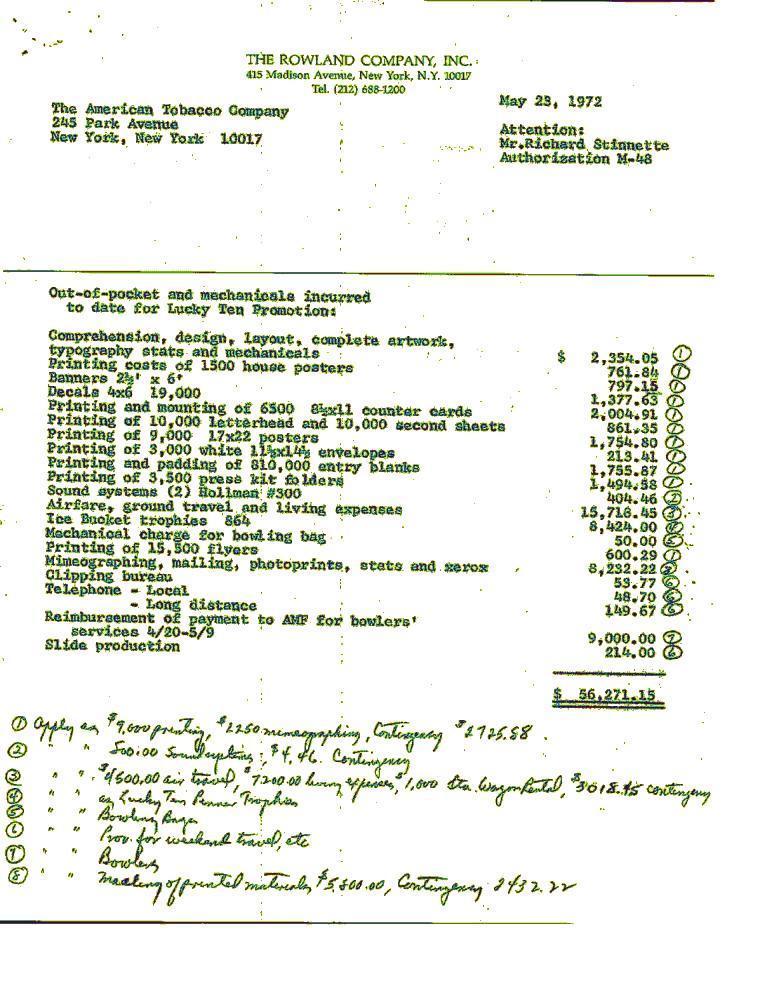 THE ROWLAND COMPANY, INC.
415 Madison Avenue, New York, N.Y. 10017
Tel. (212) 688-1200
May 23, 1972
The American Tobacco Company
245 Park Avenue
New York, New York 10017
Attention:
Mr.Richard Stinnette
Authorization M-48
Out-of-pocket and mechanicals incurred
to date for Lucky Ten Promotion:
Comprehension, design, layout, complete artwork,
typography stats and mechanicals $ 2,354.05 ①
Printing costs of 1500 house posters 761.84 ①
Banners 2½' x 6' 797.15 ①
Decals 4x6 19,000 1,377.63 ①
Printing and mounting of 6500 8½x11 counter cards 2,004.91 ①
Printing of 10,000 letterhead and 10,000 second sheets 861.35 ①
Printing of 9,000 17x22 posters 1,754.80 ①
Printing of 3,000 white 11½x14½ envelopes 213.41 ①
Printing and padding of 810,000 entry blanks 1,755.87 ①
Printing of 3,500 press kit folders 1,494.58 ①
Sound systems (2) Hollman #300 404.46 ②
Airfare, ground travel and living expenses 15,718.45 ③
Ice Bucket trophies 864 8,424.00 ④
Mechanical charge for bowling bag 50.00 ⑤
Printing of 15,500 flyers 600.29 ①
Mimeographing, mailing, photoprints, stats and xerox 8,232.22 ⑧
Clipping bureau 53.77 ⑥
Telephone - Local 48.70 ⑥
- Long distance 149.67 ⑥
Reimbursement of payment to AMF for bowlers'
services 4/20-5/9 9,000.00 ⑦
Slide production 214.00 ⑥
$ 56,271.15
① Apply as $9,000 printing, $2250 mimeographing, Contingency $2725.88.
② " " 500.00 Sound systems, $4.46. Contingency
③ " " $4500.00 air travel, $7200.00 living expenses, $1,000 Sta. Wagon Rental, $3018.45 contingency
④ " " as Lucky Ten Penner Trophies
⑤ " " Bowling Bags
⑥ " " Prov. for weekend travel, etc
⑦ " " Bowlers
⑧ " " Mailing of printed materials $5,800.00, Contingency 2432.22